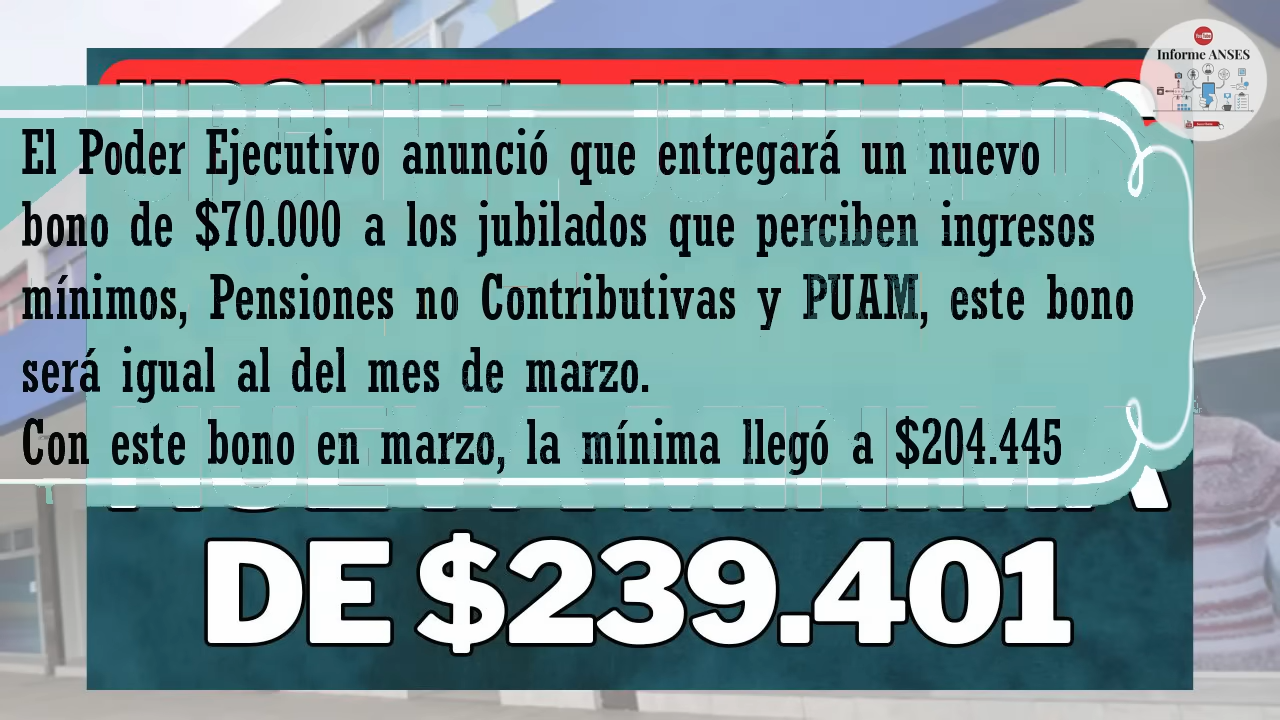 Informe ANSES
El Poder Ejecutivo anunció que entregará un nuevo
bono de $70.000 a los jubilados que perciben ingresos
mínimos, Pensiones no Contributivas y PUAM, este bono
será igual al del mes de marzo.
Con este bono en marzo, la mínima llegó a $204.445
DE $239.401